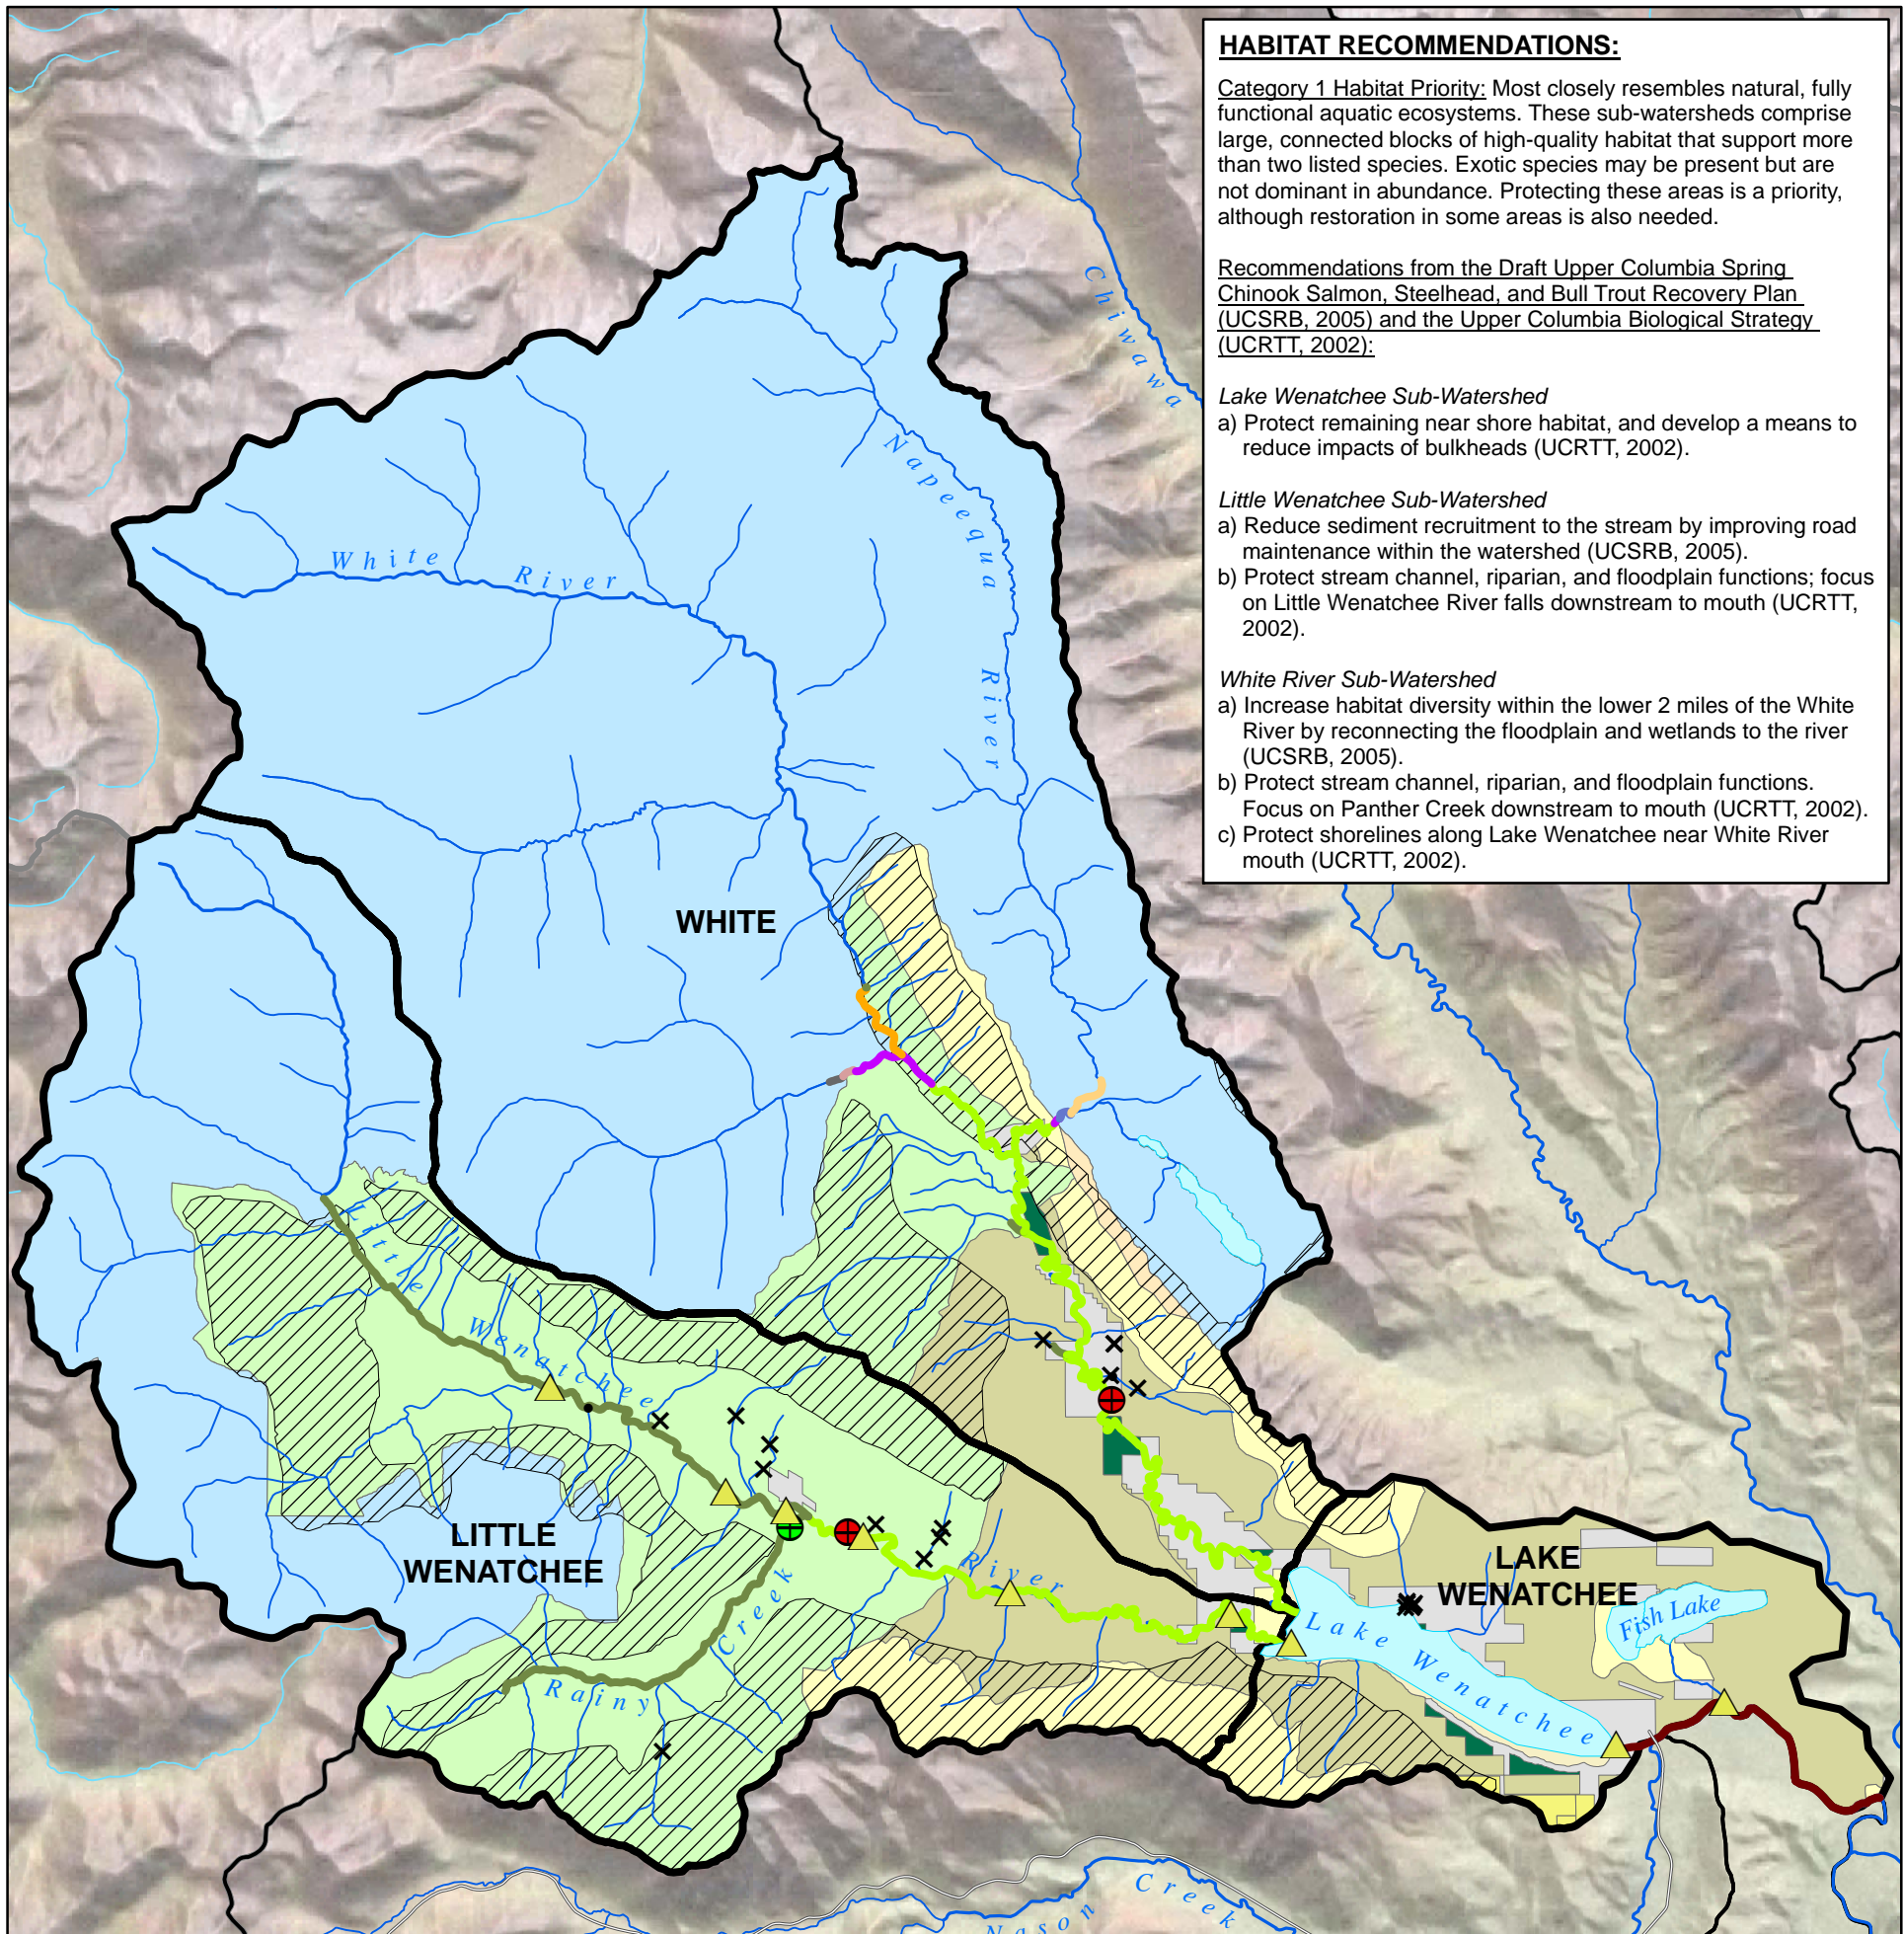 HABITAT RECOMMENDATIONS:
Category 1 Habitat Priority: Most closely resembles natural, fully
functional aquatic ecosystems. These sub-watersheds comprise
large, connected blocks of high-quality habitat that support more
than two listed species. Exotic species may be present but are
not dominant in abundance. Protecting these areas is a priority,
although restoration in some areas is also needed.
Recommendations from the Draft Upper Columbia Spring
Chinook Salmon, Steelhead, and Bull Trout Recovery Plan
(UCSRB, 2005) and the Upper Columbia Biological Strategy
(UCRTT, 2002):
Lake Wenatchee Sub-Watershed
a) Protect remaining near shore habitat, and develop a means to
reduce impacts of bulkheads (UCRTT, 2002).
Little Wenatchee Sub-Watershed
a) Reduce sediment recruitment to the stream by improving road
maintenance within the watershed (UCSRB, 2005).
b) Protect stream channel, riparian, and floodplain functions; focus
on Little Wenatchee River falls downstream to mouth (UCRTT,
2002).
White River Sub-Watershed
a) Increase habitat diversity within the lower 2 miles of the White
River by reconnecting the floodplain and wetlands to the river
(UCSRB, 2005).
b) Protect stream channel, riparian, and floodplain functions.
Focus on Panther Creek downstream to mouth (UCRTT, 2002).
c) Protect shorelines along Lake Wenatchee near White River
mouth (UCRTT, 2002).
Chiwawa
Napeequa River
White River
WHITE
Little Wenatchee River
LITTLE
WENATCHEE
Rainy Creek
LAKE
WENATCHEE
Fish Lake
Lake Wenatchee
Nason Creek